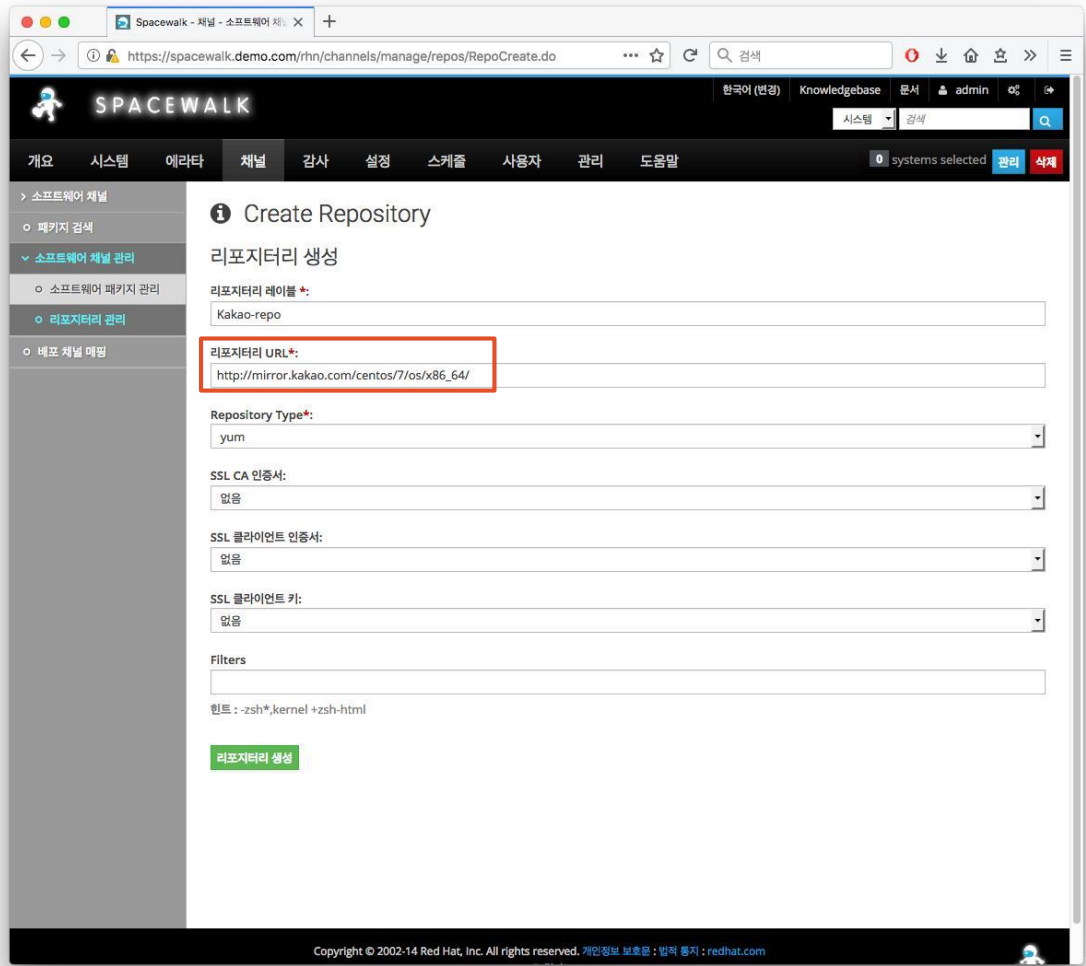 Spacewalk - 채널 - 소프트웨어 채널
https://spacewalk.demo.com/rhn/channels/manage/repos/RepoCreate.do
검색
SPACEWALK
한국어 (변경) Knowledgebase 문서 admin
시스템 검색
개요 시스템 에라타 채널 감사 설정 스케줄 사용자 관리 도움말
0 systems selected 관리 삭제
소프트웨어 채널
패키지 검색
소프트웨어 채널 관리
소프트웨어 패키지 관리
리포지터리 관리
배포 채널 매핑
Create Repository
리포지터리 생성
리포지터리 레이블 *:
Kakao-repo
리포지터리 URL*:
http://mirror.kakao.com/centos/7/os/x86_64/
Repository Type*:
yum
SSL CA 인증서:
없음
SSL 클라이언트 인증서:
없음
SSL 클라이언트 키:
없음
Filters
힌트 : -zsh*,kernel +zsh-html
리포지터리 생성
Copyright © 2002-14 Red Hat, Inc. All rights reserved. 개인정보 보호문 : 법적 통지 : redhat.com